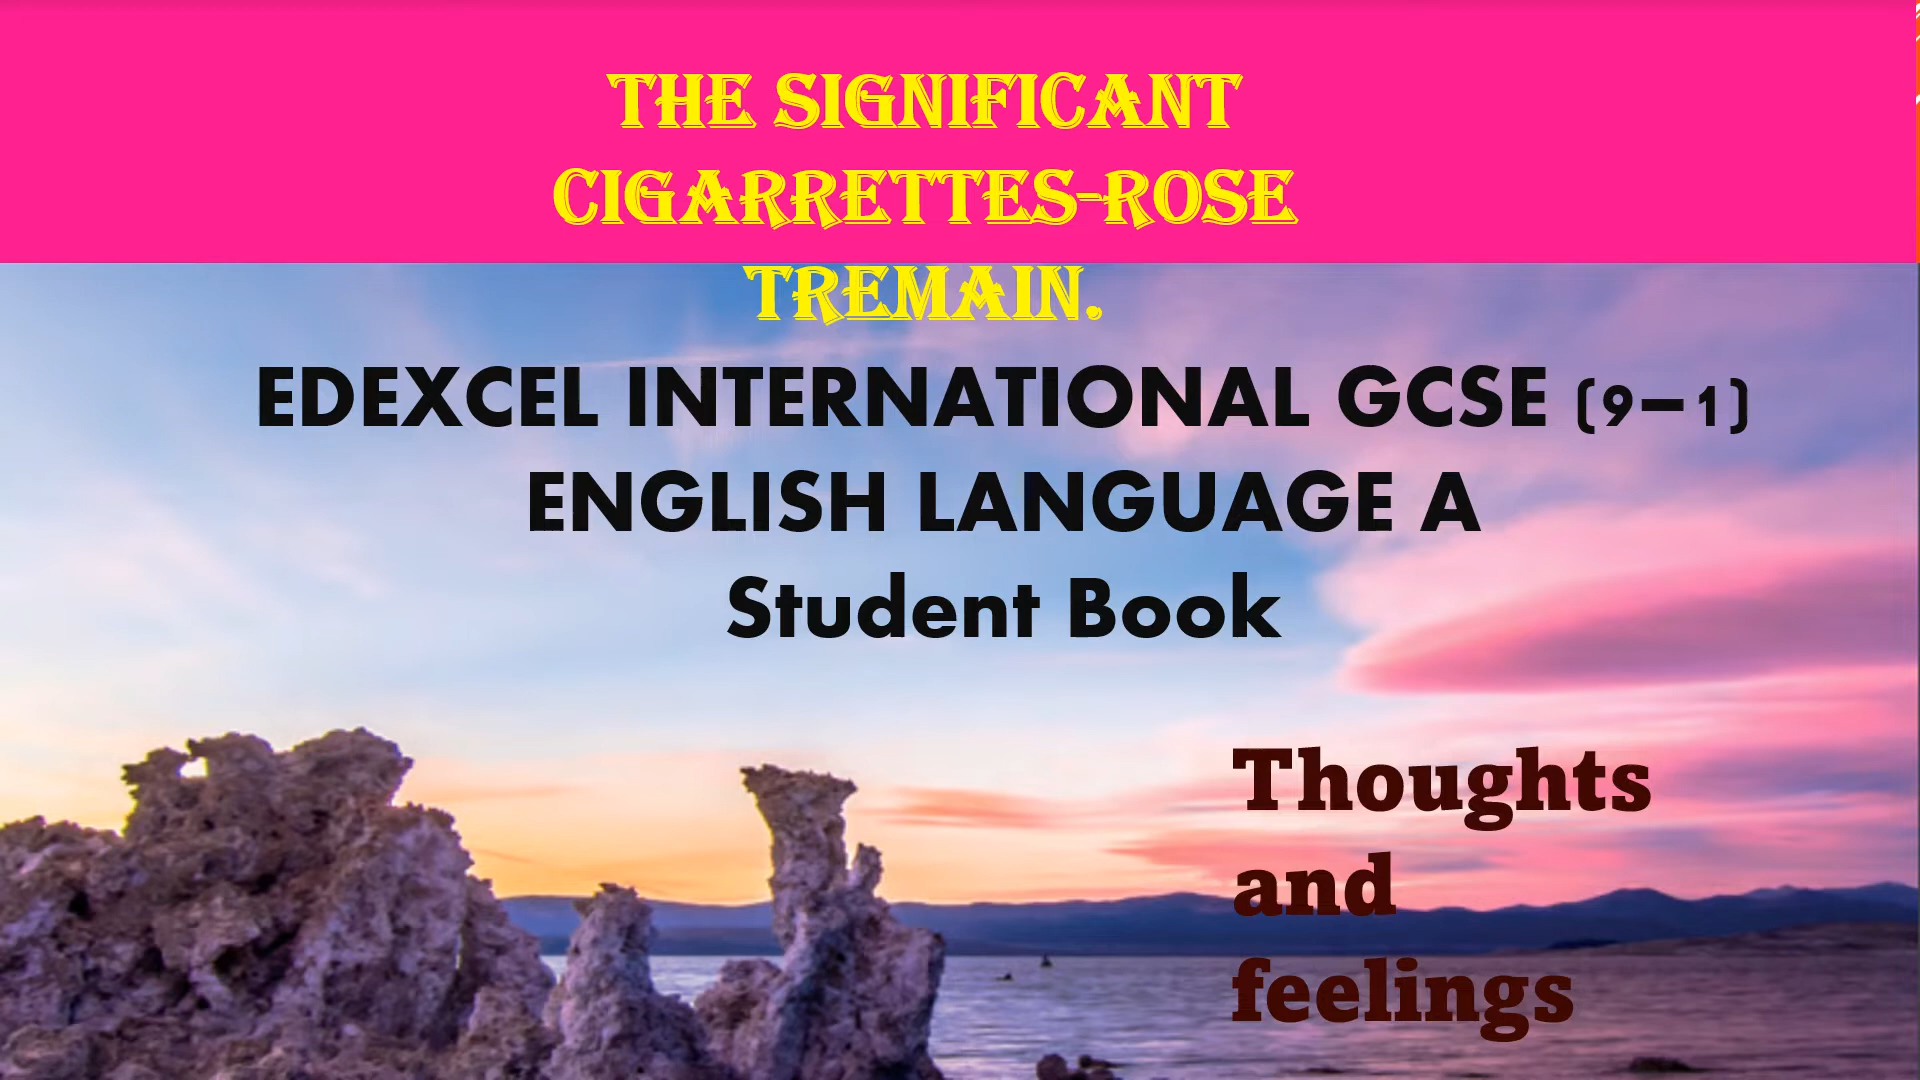 THE SIGNIFICANT
CIGARRETTES-ROSE
TREMAIN.
EDEXCEL INTERNATIONAL GCSE (9–1)
ENGLISH LANGUAGE A
Student Book
Thoughts
and
feelings